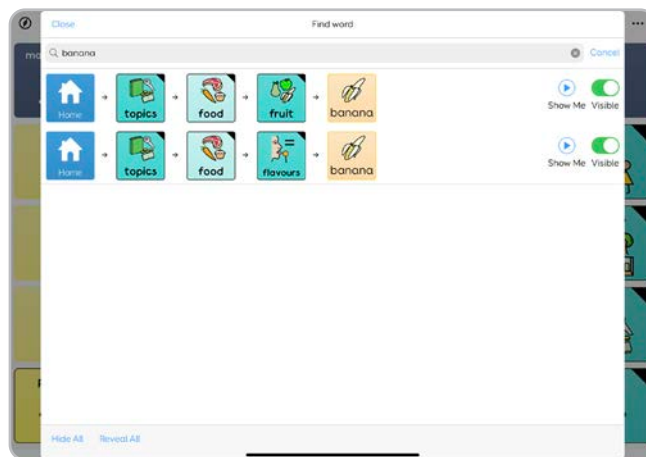 Close
Find word
banana
Cancel
Home
topics
food
fruit
banana
Show Me
Visible
Home
topics
food
flavours
banana
Show Me
Visible
Hide All
Reveal All